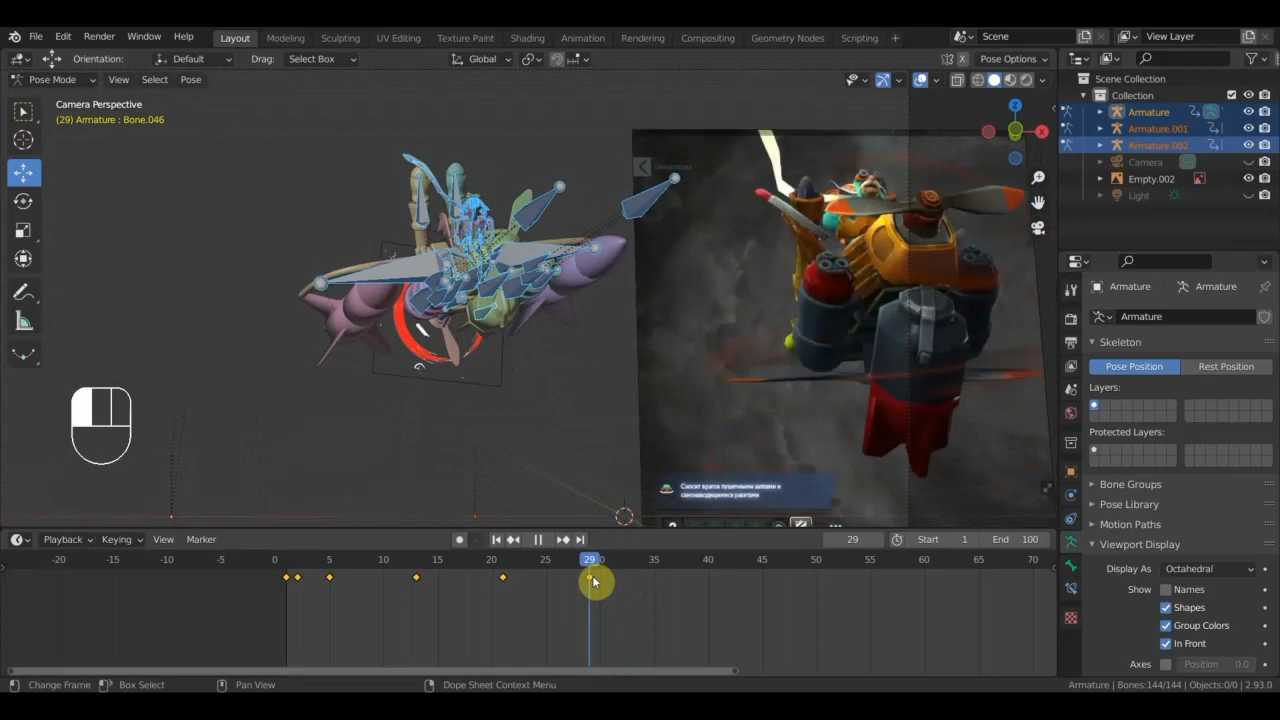 File Edit Render Window Help Layout Modeling Sculpting UV Editing Texture Paint Shading Animation Rendering Compositing Geometry Nodes Scripting + Scene View Layer
Orientation: Default Drag: Select Box Global X Pose Options
Pose Mode View Select Pose
Camera Perspective
(29) Armature : Bone.046
Z
X
Сносит врагов пушечными залпами и
самонаводящимися ракетами
Scene Collection
Collection
Armature
Armature.001
Armature.002
Camera
Empty.002
Light
Armature Armature
Armature
Skeleton
Pose Position Rest Position
Layers:
Protected Layers:
Bone Groups
Pose Library
Motion Paths
Viewport Display
Display As Octahedral
Show Names
Shapes
Group Colors
In Front
Axes Position 0.0
Playback Keying View Marker 29 Start 1 End 100
-20 -15 -10 -5 0 5 10 15 20 25 29 30 35 40 45 50 55 60 65 70
Change Frame Box Select Pan View Dope Sheet Context Menu Armature | Bones:144/144 | Objects:0/0 | 2.93.0